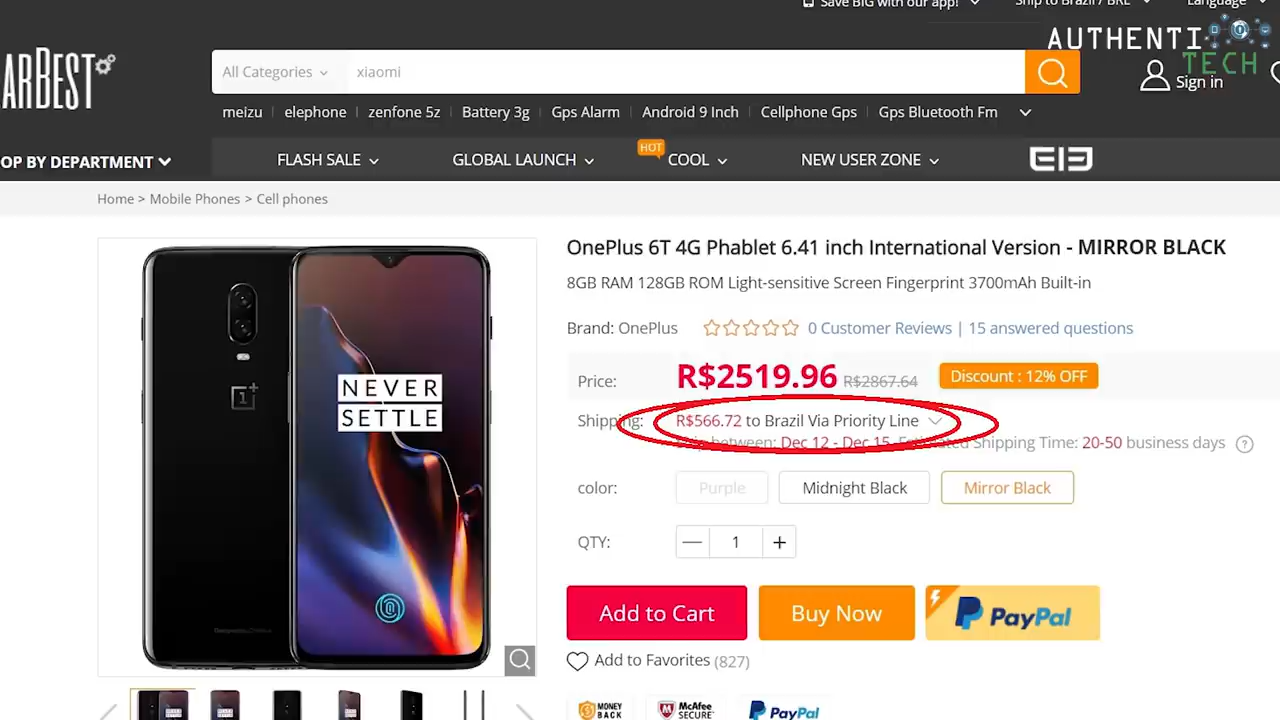 Save BIG with our app!
Ship to Brazil / BRL
Language
AUTHENTI
TECH
ARBEST
All Categories
xiaomi
Sign in
meizu
elephone
zenfone 5z
Battery 3g
Gps Alarm
Android 9 Inch
Cellphone Gps
Gps Bluetooth Fm
OP BY DEPARTMENT
FLASH SALE
GLOBAL LAUNCH
HOT
COOL
NEW USER ZONE
Home > Mobile Phones > Cell phones
OnePlus 6T 4G Phablet 6.41 inch International Version - MIRROR BLACK
8GB RAM 128GB ROM Light-sensitive Screen Fingerprint 3700mAh Built-in
Brand: OnePlus
0 Customer Reviews | 15 answered questions
Price:
R$2519.96
R$2867.64
Discount : 12% OFF
Shipping:
R$566.72 to Brazil Via Priority Line
between: Dec 12 - Dec 15, Estimated Shipping Time: 20-50 business days ?
NEVER
SETTLE
color:
Purple
Midnight Black
Mirror Black
QTY:
1
Add to Cart
Buy Now
PayPal
Add to Favorites (827)
MONEY
BACK
McAfee
SECURE
PayPal